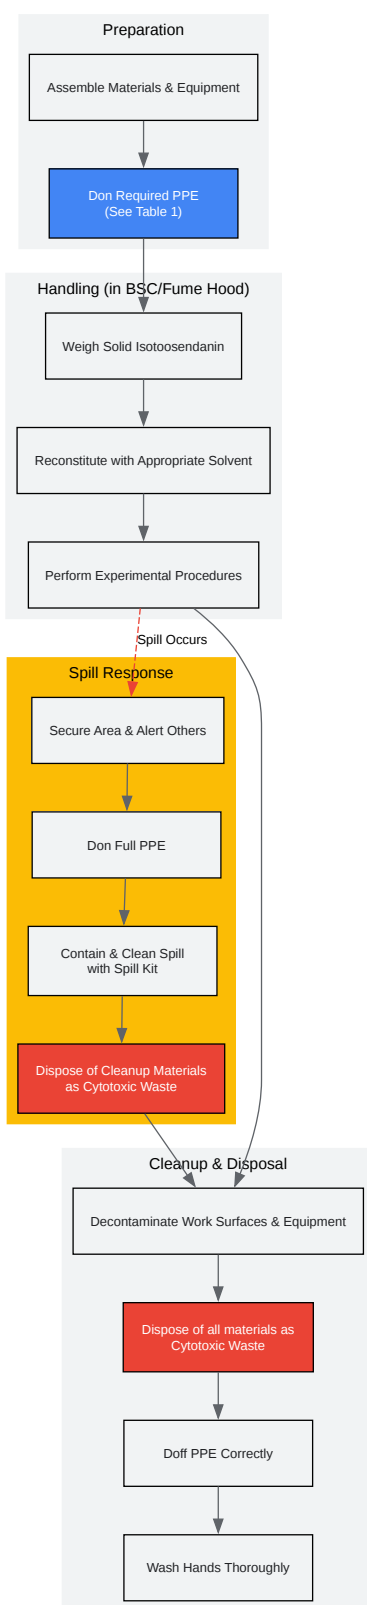 Preparation
Assemble Materials & Equipment
Don Required PPE
(See Table 1)
Handling (in BSC/Fume Hood)
Weigh Solid Isotoosendanin
Reconstitute with Appropriate Solvent
Perform Experimental Procedures
Spill Occurs
Spill Response
Secure Area & Alert Others
Don Full PPE
Contain & Clean Spill
with Spill Kit
Dispose of Cleanup Materials
as Cytotoxic Waste
Cleanup & Disposal
Decontaminate Work Surfaces & Equipment
Dispose of all materials as
Cytotoxic Waste
Doff PPE Correctly
Wash Hands Thoroughly